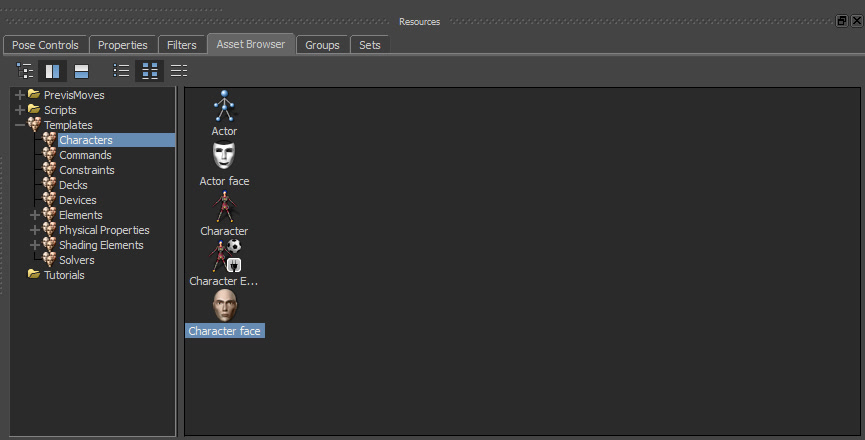 Resources
Pose Controls Properties Filters Asset Browser Groups Sets
PrevisMoves
Scripts
Templates
Characters
Commands
Constraints
Decks
Devices
Elements
Physical Properties
Shading Elements
Solvers
Tutorials
Actor
Actor face
Character
Character E...
Character face